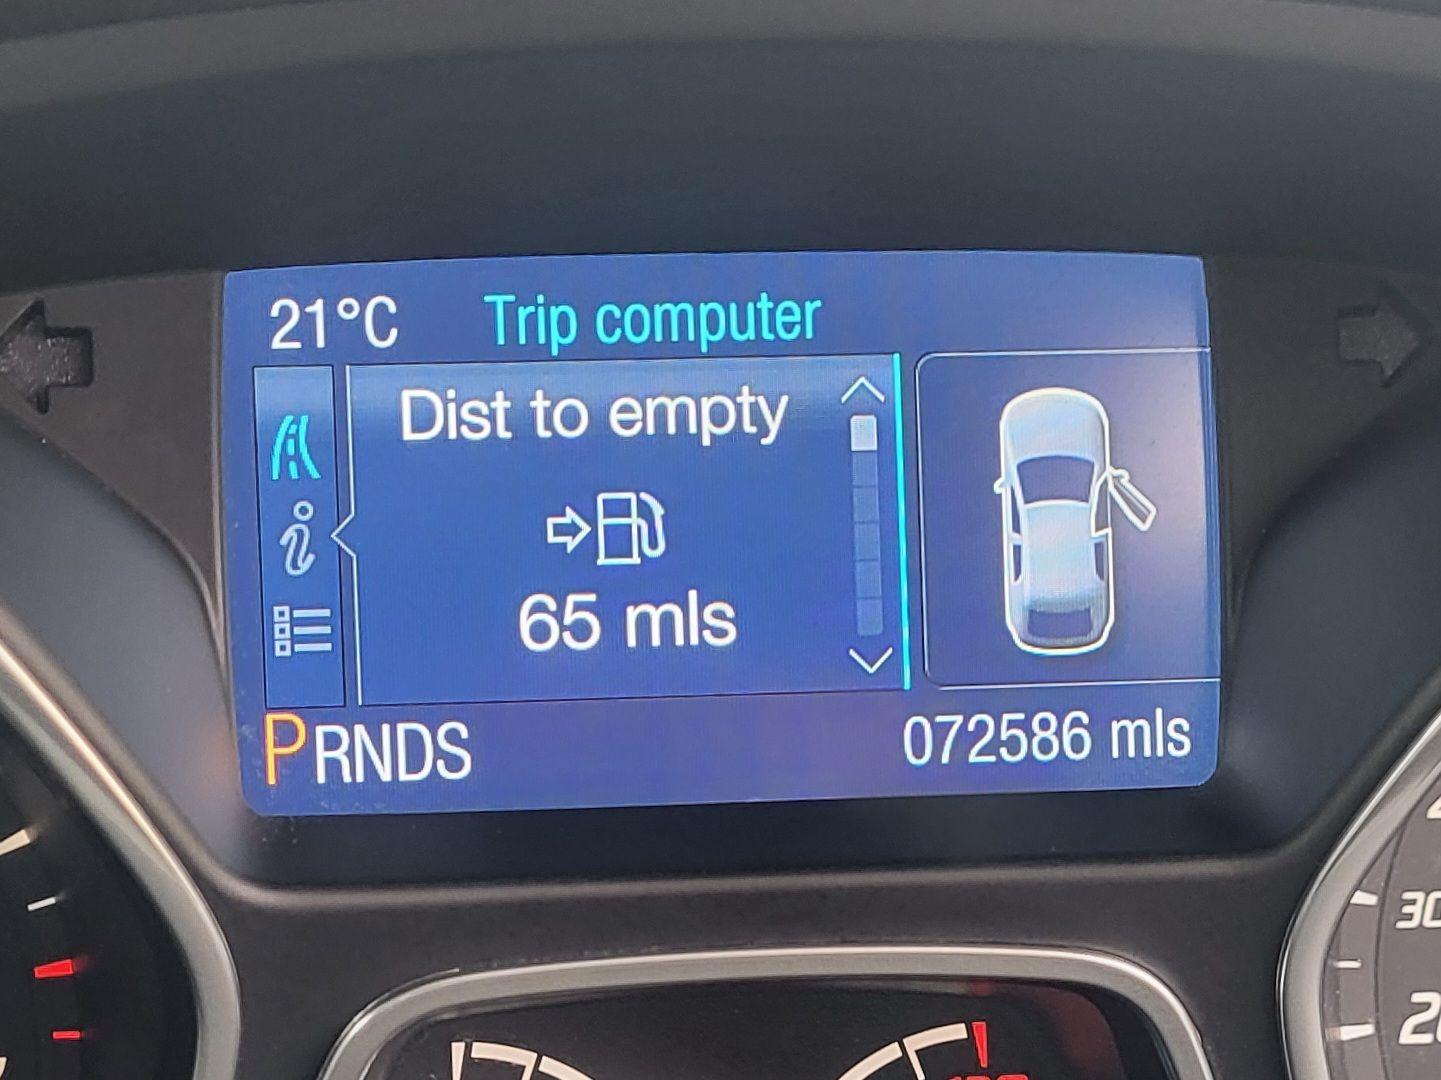 21°C Trip computer
Dist to empty
65 mls
PRNDS 072586 mls